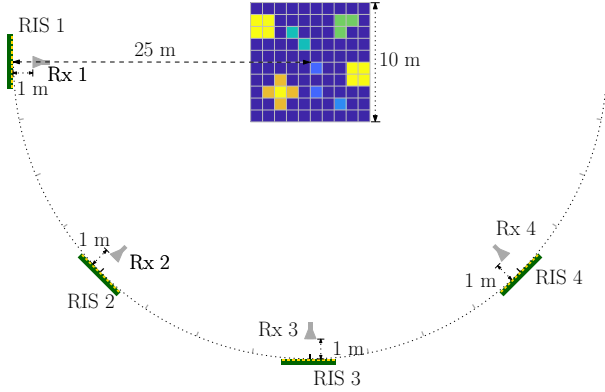 RIS 1
25 m
10 m
Rx 1
1 m
Rx 4
1 m
Rx 2
1 m
RIS 4
RIS 2
Rx 3
1 m
RIS 3